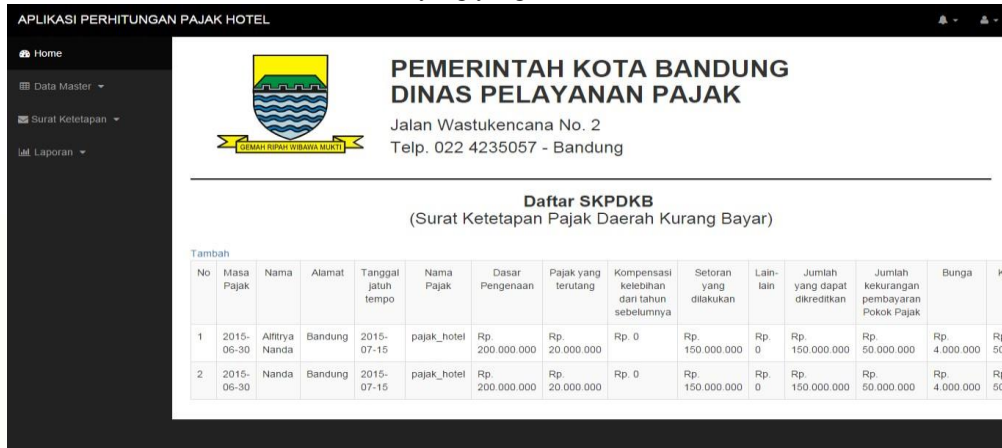 APLIKASI PERHITUNGAN PAJAK HOTEL
Home
Data Master
Surat Ketetapan
Laporan
GEMAH RIPAH WIBAWA MUKTI
PEMERINTAH KOTA BANDUNG
DINAS PELAYANAN PAJAK
Jalan Wastukencana No. 2
Telp. 022 4235057 - Bandung
Daftar SKPDKB
(Surat Ketetapan Pajak Daerah Kurang Bayar)
Tambah
No Masa Pajak Nama Alamat Tanggal jatuh tempo Nama Pajak Dasar Pengenaan Pajak yang terutang Kompensasi kelebihan dari tahun sebelumnya Setoran yang dilakukan Lain-lain Jumlah yang dapat dikreditkan Jumlah kekurangan pembayaran Pokok Pajak Bunga
1 2015-06-30 Alfitrya Nanda Bandung 2015-07-15 pajak_hotel Rp. 200.000.000 Rp. 20.000.000 Rp. 0 Rp. 150.000.000 Rp. 0 Rp. 150.000.000 Rp. 50.000.000 Rp. 4.000.000
2 2015-06-30 Nanda Bandung 2015-07-15 pajak_hotel Rp. 200.000.000 Rp. 20.000.000 Rp. 0 Rp. 150.000.000 Rp. 0 Rp. 150.000.000 Rp. 50.000.000 Rp. 4.000.000